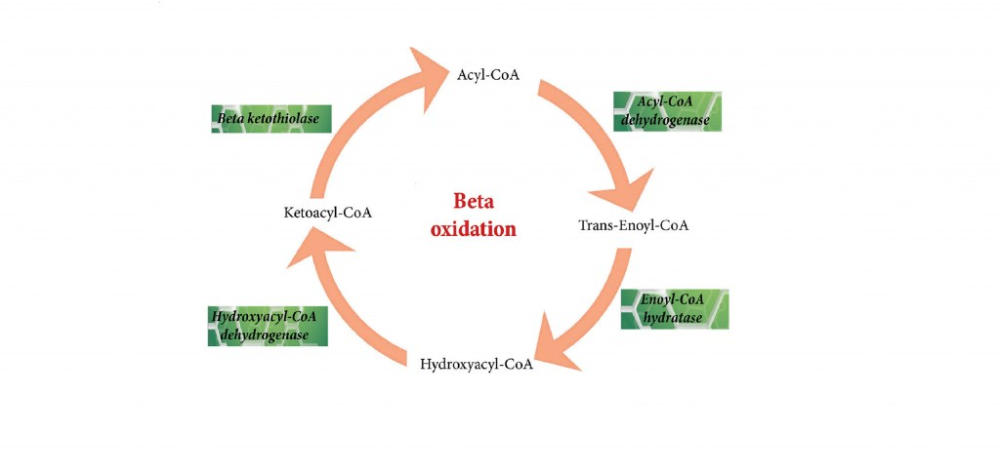 Acyl-CoA
Acyl-CoA
dehydrogenase
Beta ketothiolase
Beta
oxidation
Ketoacyl-CoA
Trans-Enoyl-CoA
Enoyl-CoA
hydratase
Hydroxyacyl-CoA
dehydrogenase
Hydroxyacyl-CoA